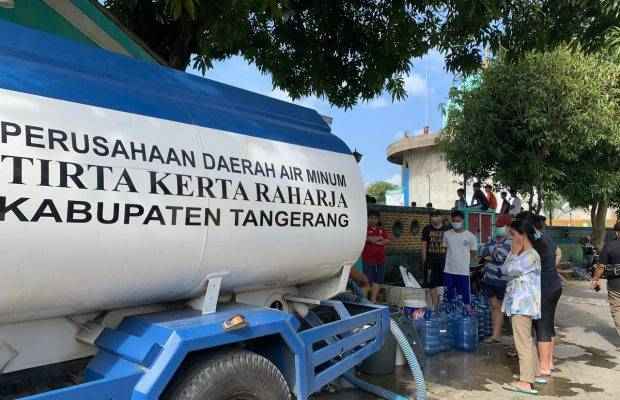 PERUSAHAAN DAERAH AIR MINUM
TIRTA KERTA RAHARJA
KABUPATEN TANGERANG